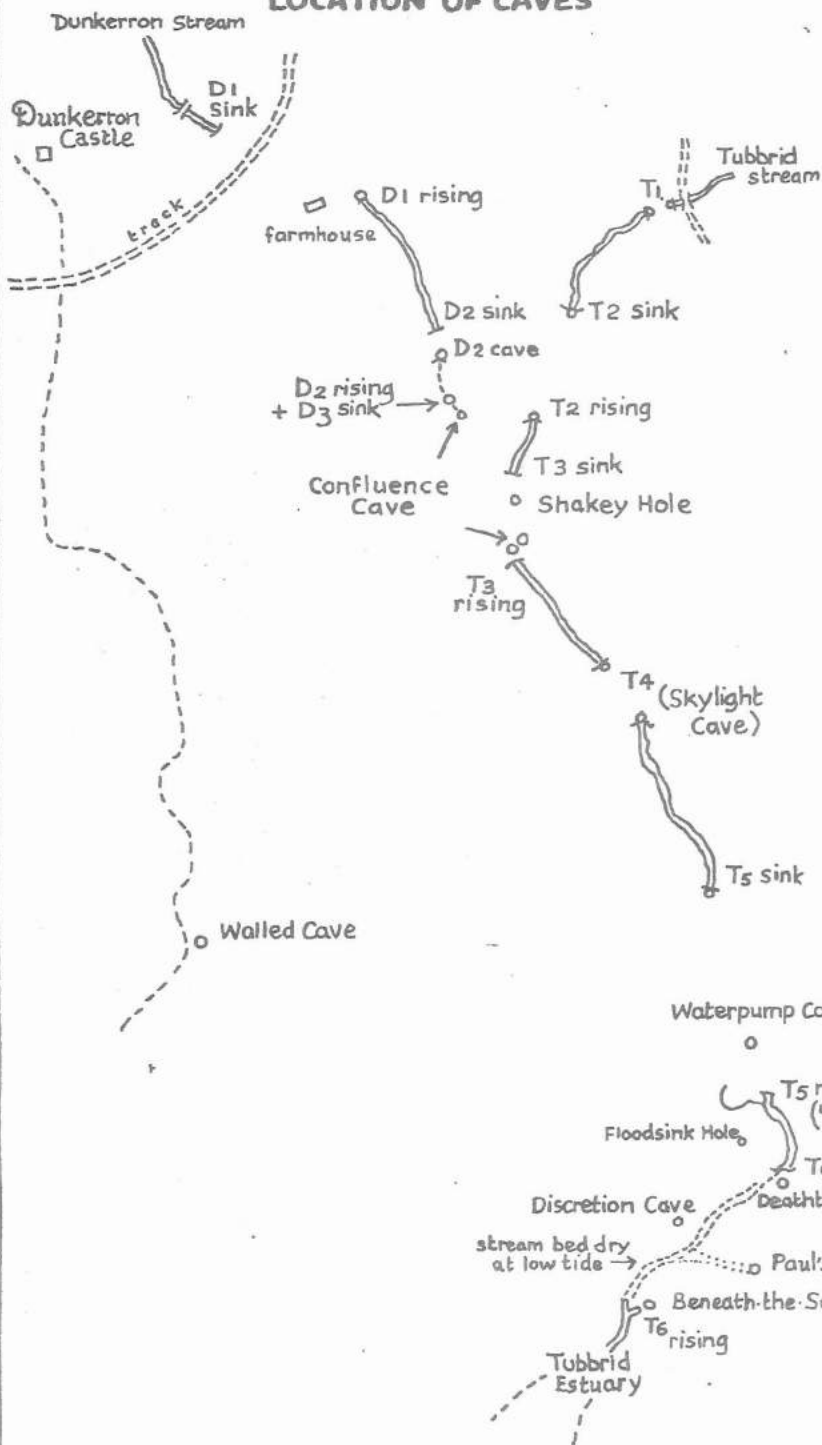 LOCATION OF CAVES
Dunkerron Stream
D1
Sink
Dunkerron
Castle
track
farmhouse
D1 rising
T1
Tubbrid
stream
D2 sink
T2 sink
D2 cave
D2 rising
+ D3 sink
T2 rising
T3 sink
Confluence
Cave
Shakey Hole
T3
rising
T4
(Skylight
Cave)
T5 sink
Walled Cave
Waterpump
T5
Floodsink Hole
Discretion Cave
stream bed dry
at low tide
Beneath-the-
T6
rising
Tubbrid
Estuary